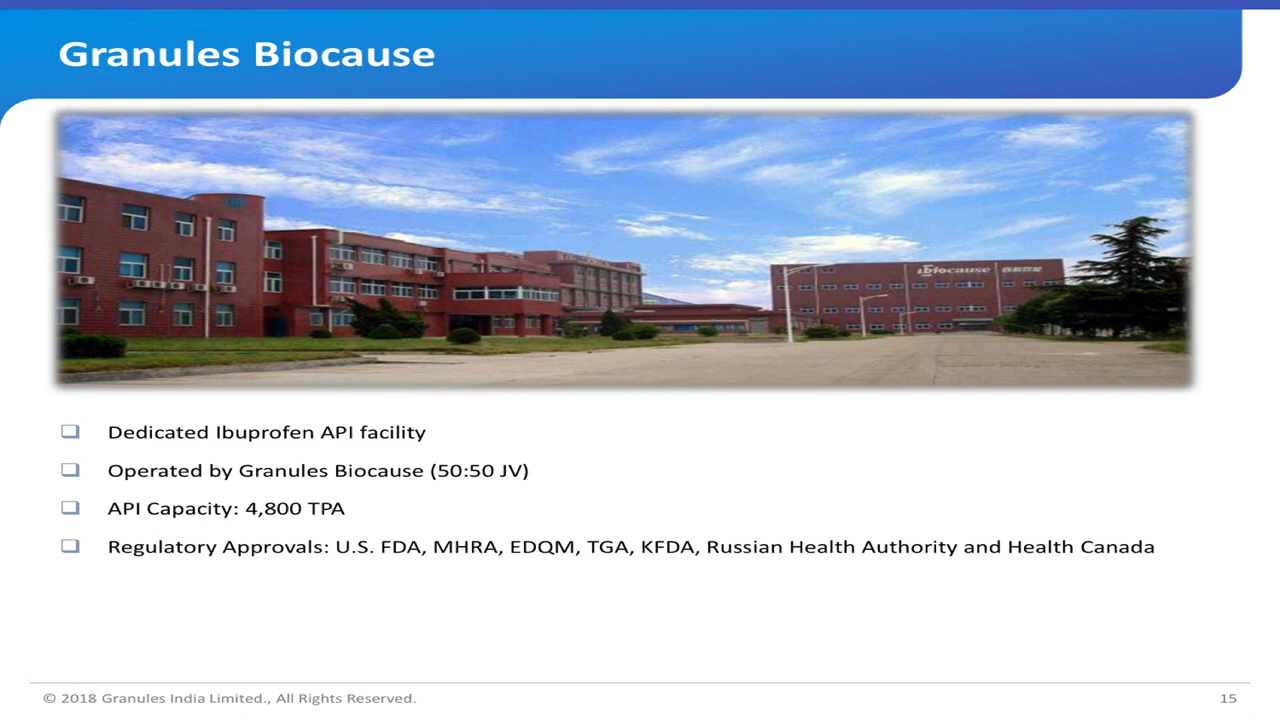 Granules Biocause
biocause
Dedicated Ibuprofen API facility
Operated by Granules Biocause (50:50 JV)
API Capacity: 4,800 TPA
Regulatory Approvals: U.S. FDA, MHRA, EDQM, TGA, KFDA, Russian Health Authority and Health Canada
© 2018 Granules India Limited., All Rights Reserved.
15